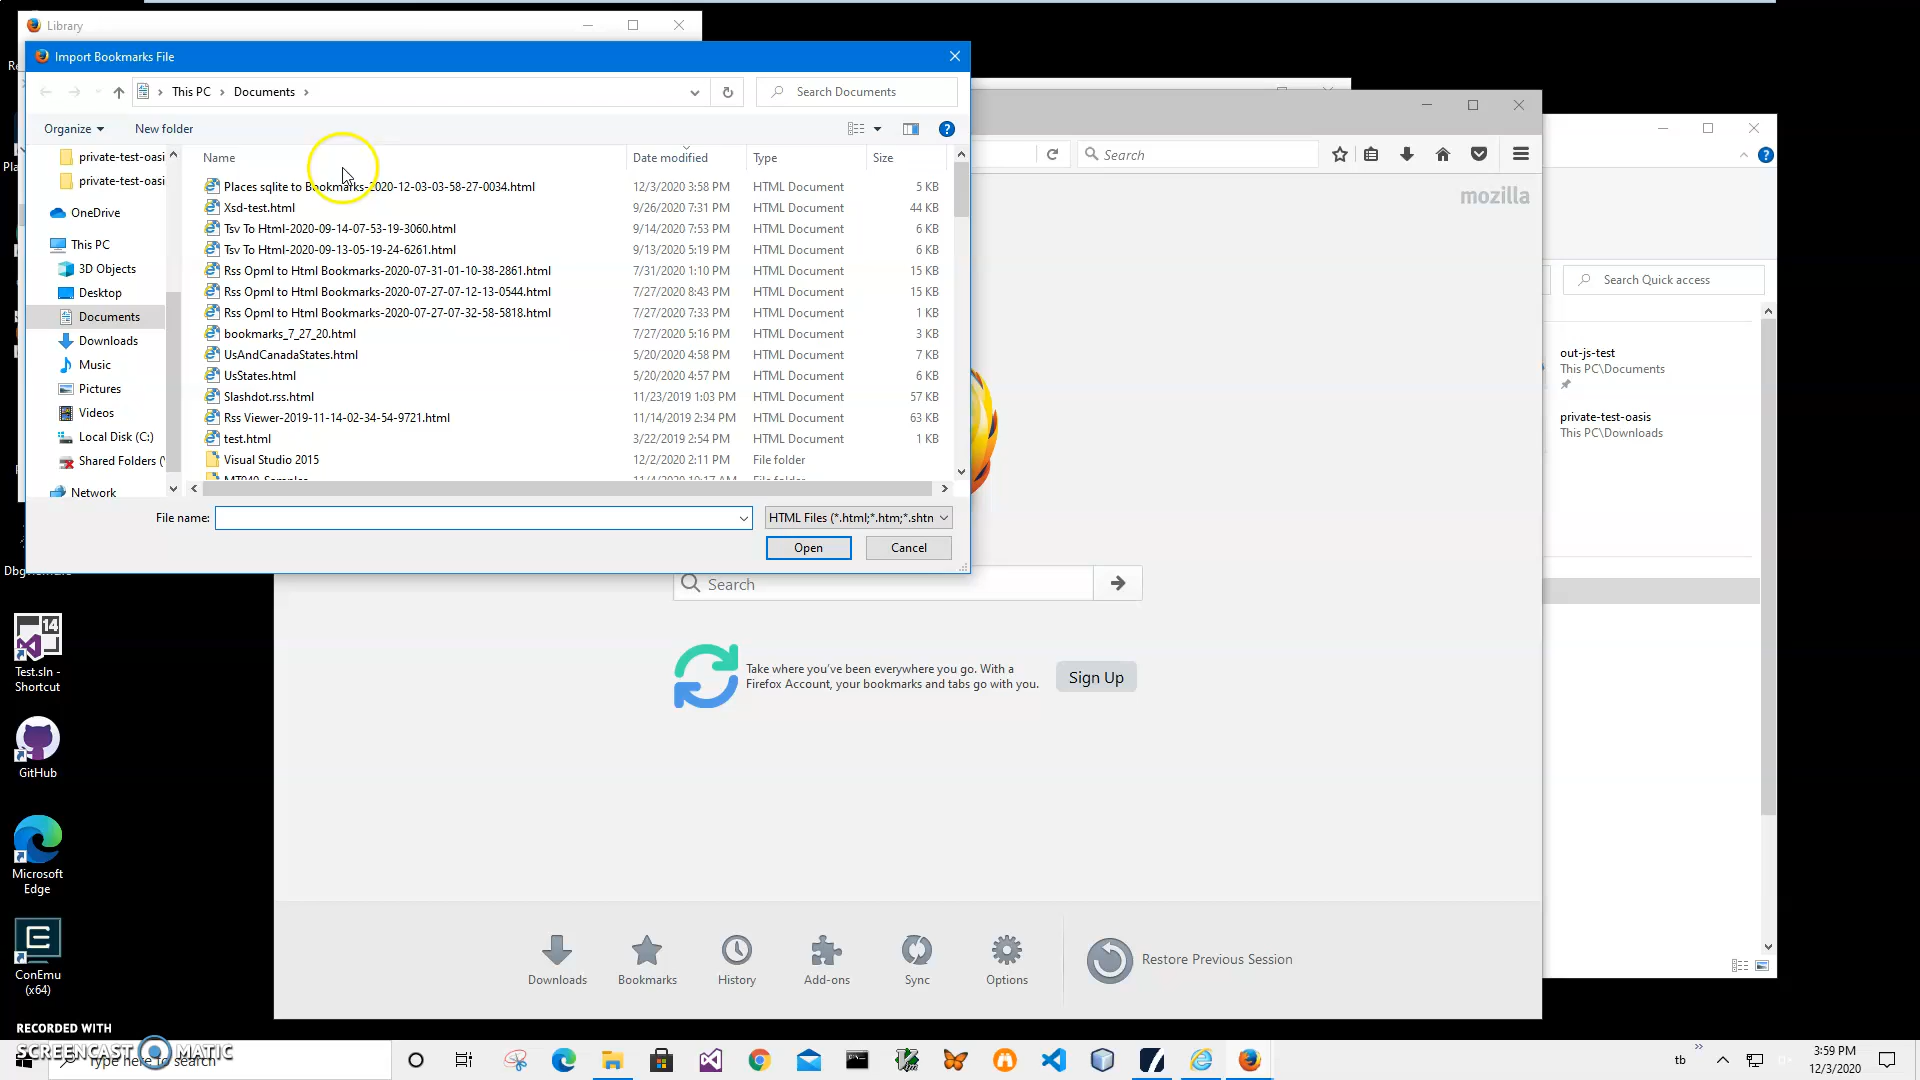 Library
Import Bookmarks File
This PC
Documents
Search Documents
Organize
New folder
private-test-oasi
private-test-oasi
OneDrive
This PC
3D Objects
Desktop
Documents
Downloads
Music
Pictures
Videos
Local Disk (C:)
Shared Folders (
Network
Name
Date modified
Type
Size
Places sqlite to Bookmarks-2020-12-03-03-58-27-0034.html 12/3/2020 3:58 PM HTML Document 5 KB
Xsd-test.html 9/26/2020 7:31 PM HTML Document 44 KB
Tsv To Html-2020-09-14-07-53-19-3060.html 9/14/2020 7:53 PM HTML Document 6 KB
Tsv To Html-2020-09-13-05-19-24-6261.html 9/13/2020 5:19 PM HTML Document 6 KB
Rss Opml to Html Bookmarks-2020-07-31-01-10-38-2861.html 7/31/2020 1:10 PM HTML Document 15 KB
Rss Opml to Html Bookmarks-2020-07-27-07-12-13-0544.html 7/27/2020 8:43 PM HTML Document 15 KB
Rss Opml to Html Bookmarks-2020-07-27-07-32-58-5818.html 7/27/2020 7:33 PM HTML Document 1 KB
bookmarks_7_27_20.html 7/27/2020 5:16 PM HTML Document 3 KB
UsAndCanadaStates.html 5/20/2020 4:58 PM HTML Document 7 KB
UsStates.html 5/20/2020 4:57 PM HTML Document 6 KB
Slashdot.rss.html 11/23/2019 1:03 PM HTML Document 57 KB
Rss Viewer-2019-11-14-02-34-54-9721.html 11/14/2019 2:34 PM HTML Document 63 KB
test.html 3/22/2019 2:54 PM HTML Document 1 KB
Visual Studio 2015 12/2/2020 2:11 PM File folder
File name:
HTML Files (*.html;*.htm;*.shtn
Open
Cancel
Search
mozilla
Search Quick access
out-js-test
This PC\Documents
private-test-oasis
This PC\Downloads
Search
Take where you've been everywhere you go. With a
Firefox Account, your bookmarks and tabs go with you.
Sign Up
Downloads
Bookmarks
History
Add-ons
Sync
Options
Restore Previous Session
14
Test.sln -
Shortcut
GitHub
Microsoft
Edge
ConEmu
(x64)
RECORDED WITH
SCREENCAST MATIC
Type here to search
tb
3:59 PM
12/3/2020